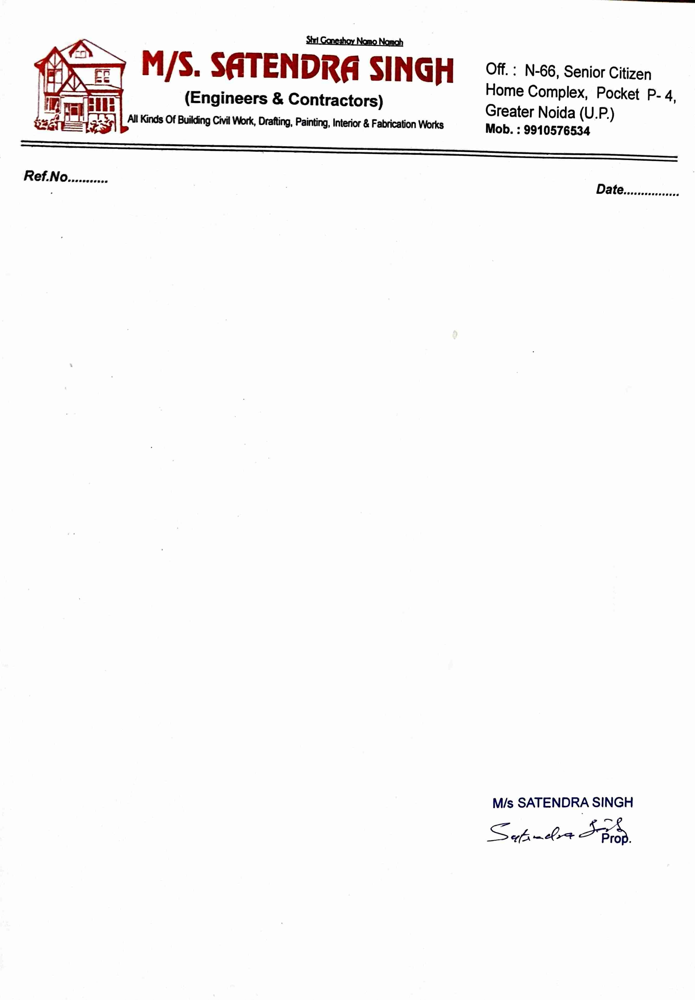 Shri Ganeshay Namo Namah
M/S. SATENDRA SINGH
(Engineers & Contractors)
All Kinds Of Building Civil Work, Drafting, Painting, Interior & Fabrication Works
Off. : N-66, Senior Citizen
Home Complex, Pocket P- 4,
Greater Noida (U.P.)
Mob. : 9910576534
Ref.No...........
Date................
M/s SATENDRA SINGH
Satendra Singh
Prop.